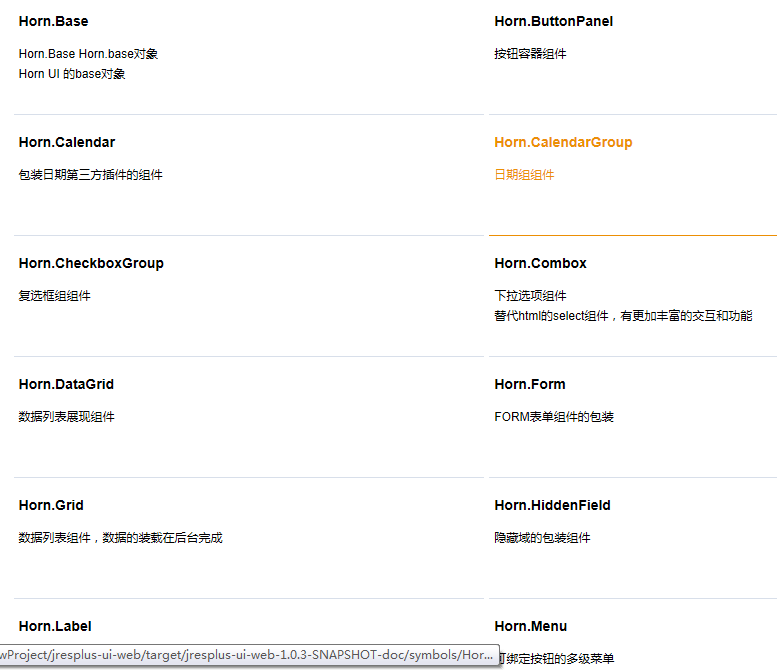 Horn.Base
Horn.Base Horn.base对象
Horn UI 的base对象
Horn.ButtonPanel
按钮容器组件
Horn.Calendar
包装日期第三方插件的组件
Horn.CalendarGroup
日期组组件
Horn.CheckboxGroup
复选框组组件
Horn.Combox
下拉选项组件
替代html的select组件，有更加丰富的交互和功能
Horn.DataGrid
数据列表展现组件
Horn.Form
FORM表单组件的包装
Horn.Grid
数据列表组件，数据的装载在后台完成
Horn.HiddenField
隐藏域的包装组件
Horn.Label
Horn.Menu
可绑定按钮的多级菜单
wProject/jresplus-ui-web/target/jresplus-ui-web-1.0.3-SNAPSHOT-doc/symbols/Hor...